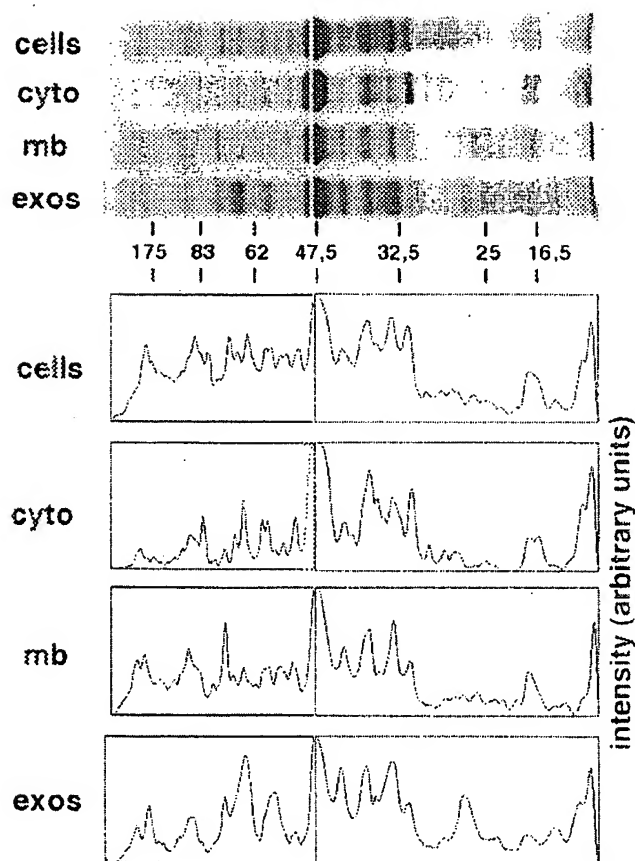 cells
cyto
mb
exos
175 83 62 47,5 32,5 25 16,5
cells
cyto
mb
exos
intensity (arbitrary units)